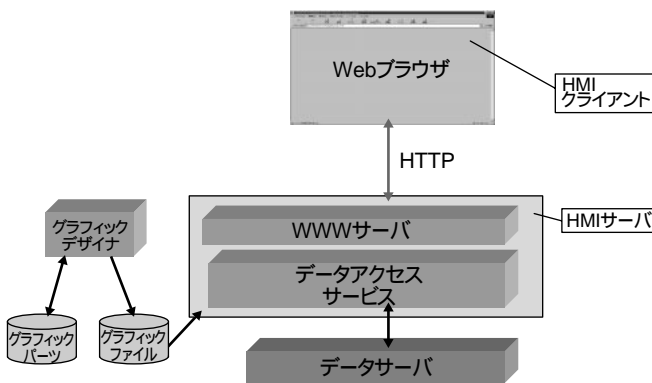 Webブラウザ
HMI
クライアント
HTTP
WWWサーバ
HMIサーバ
グラフィック
デザイナ
データアクセス
サービス
グラフィック
パーツ
グラフィック
ファイル
データサーバ